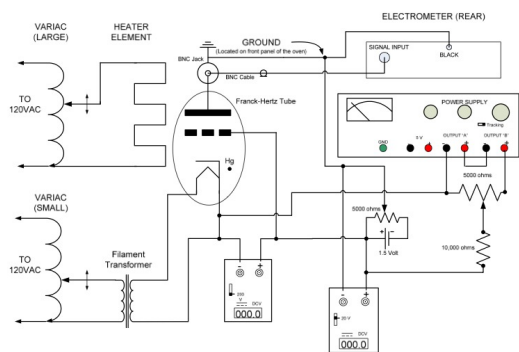 VARIAC
(LARGE)
HEATER
ELEMENT
ELECTROMETER (REAR)
GROUND
(Located on front panel of the oven)
SIGNAL INPUT
BLACK
BNC Jack
BNC Cable
Ω
TO
120VAC
Franck-Hertz Tube
POWER SUPPLY
Tracking
GND
5 V
OUTPUT 'A'
OUTPUT 'B'
- + - +
Hg
5000 ohms
VARIAC
(SMALL)
5000 ohms
+ -
1.5 Volt
10,000 ohms
TO
120VAC
Filament
Transformer
- +
200
V
DCV
000.0
- +
20 V
DCV
000.0